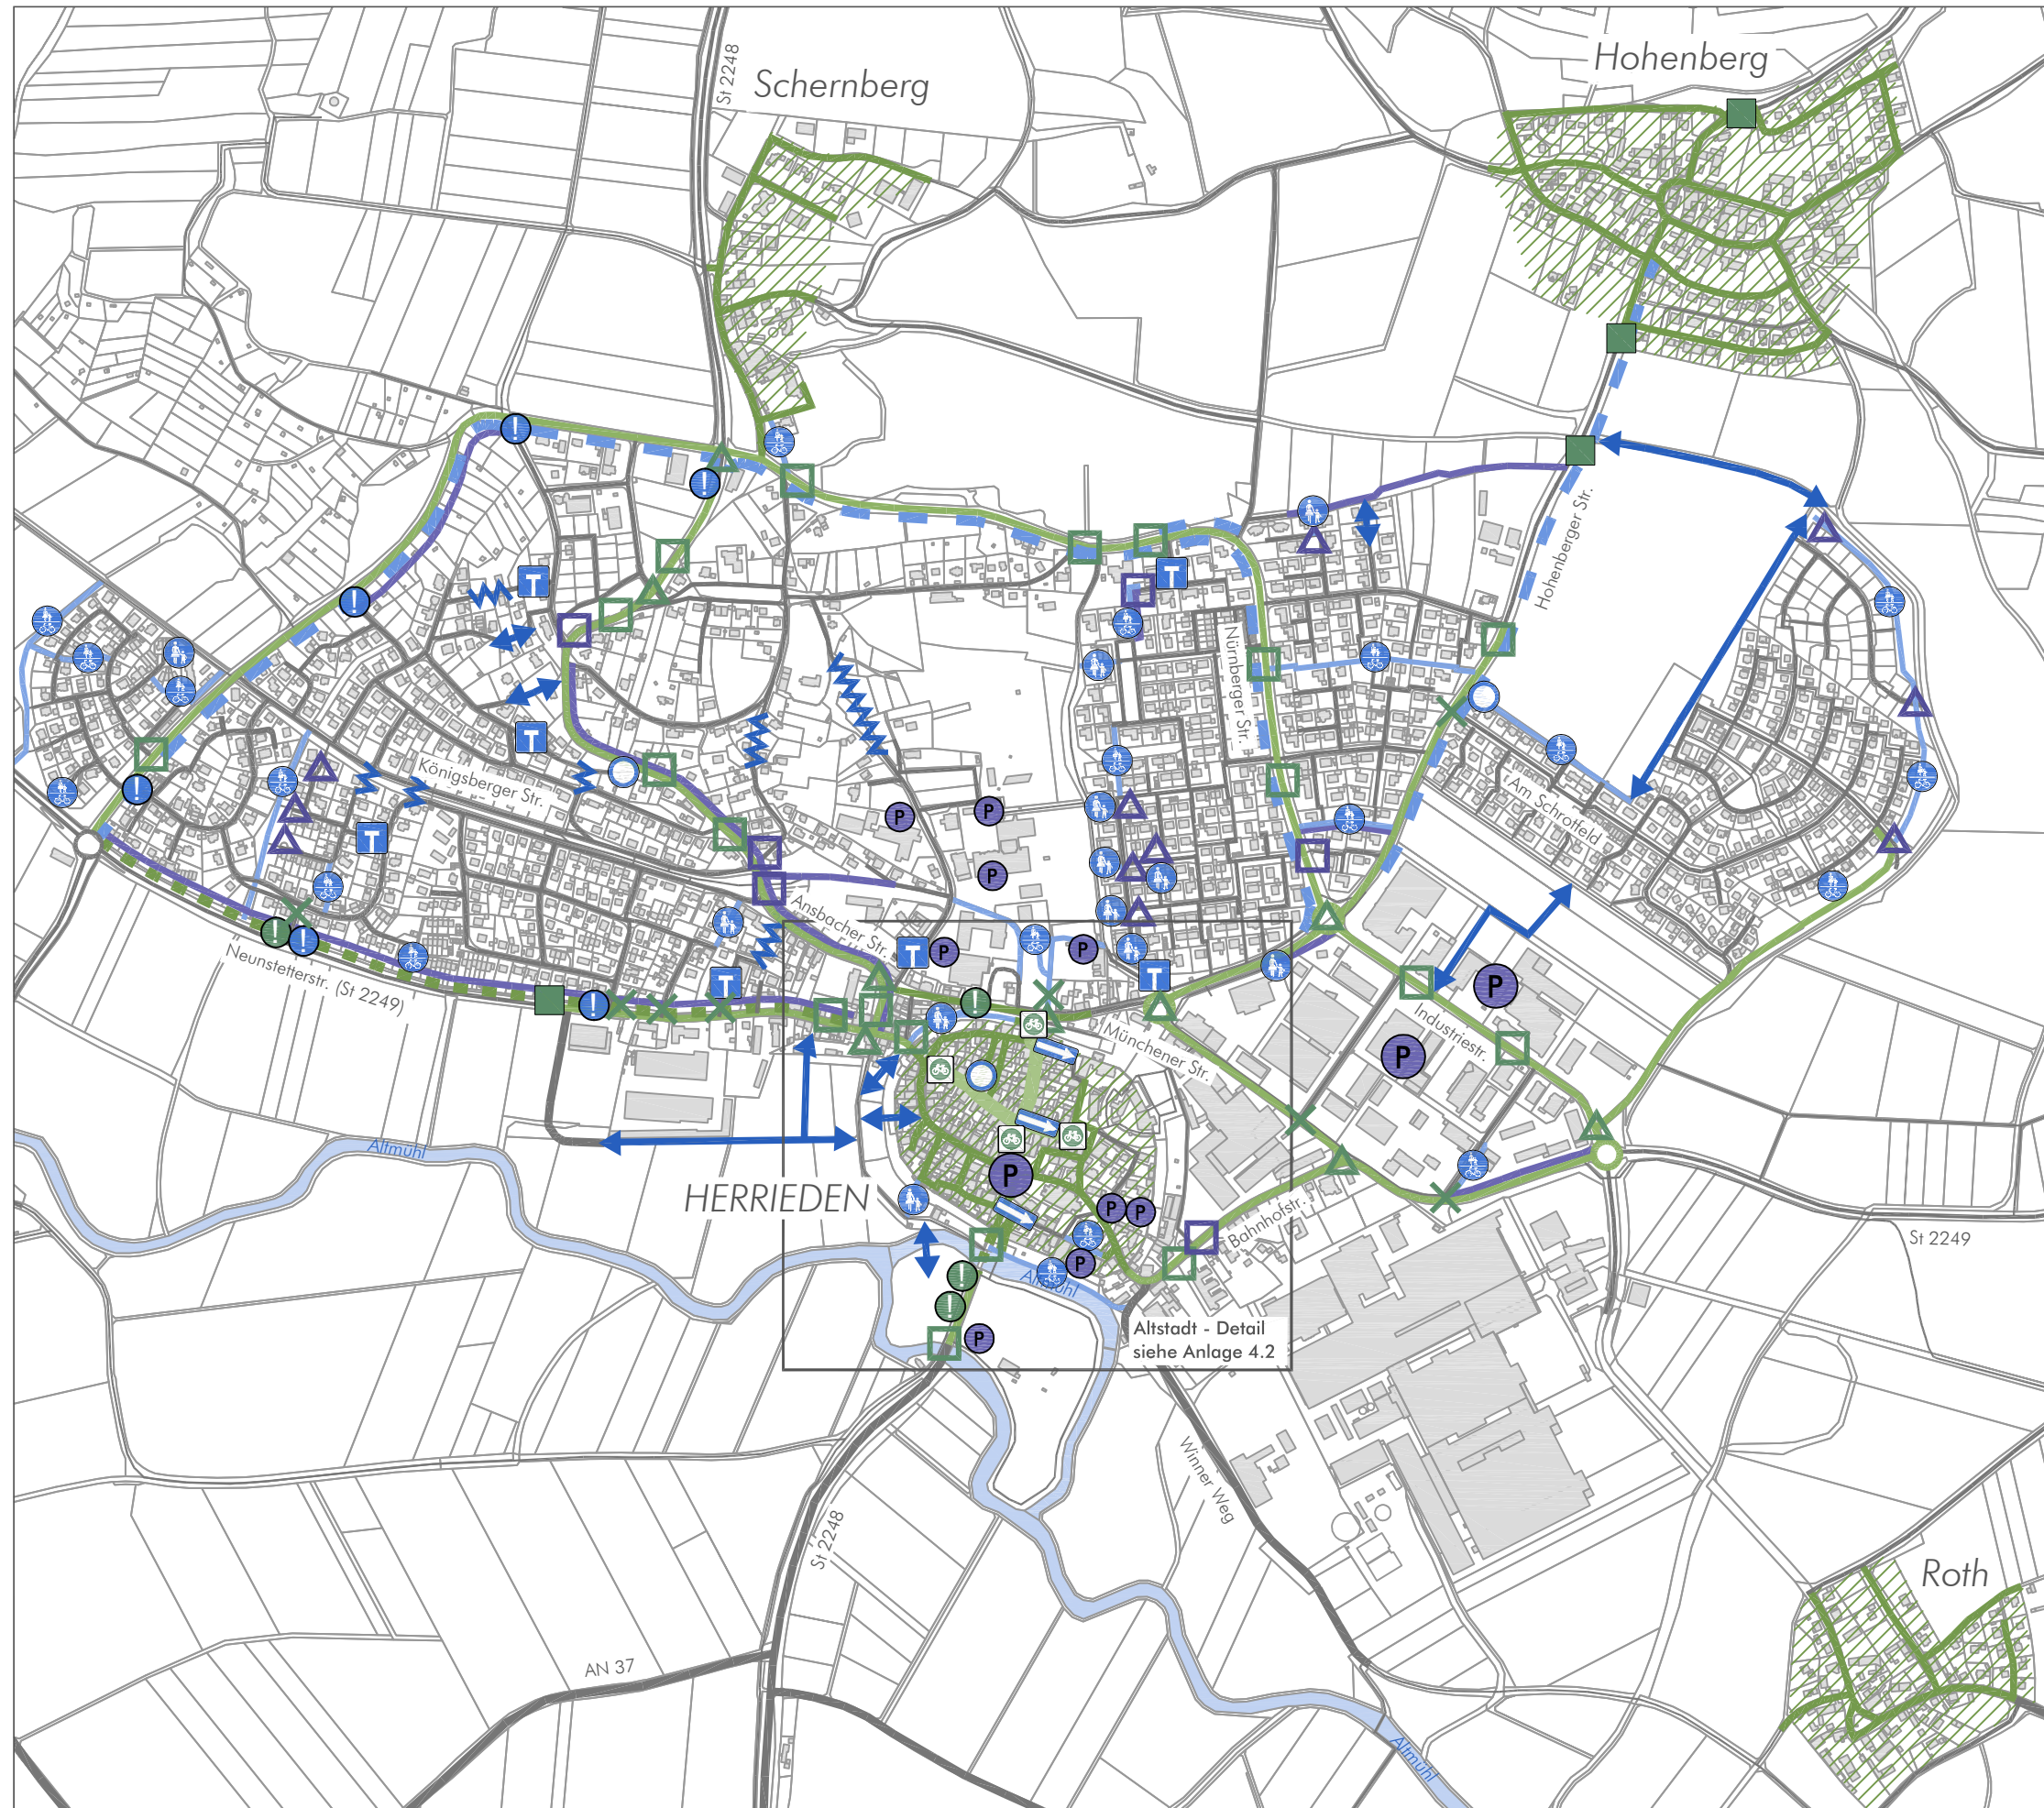 Hohenberg
Schernberg
St 2248
Hohenberger Str.
T
T
Nürnberger Str.
T
Königsberger Str.
Am Schrotfeld
P
P
T
P
Ansbacher Str.
T
P
P
T
T
P
Neunstetterstr. (St 2249)
Industriestr.
Münchener Str.
P
Altmühl
HERRIEDEN
P
P
P
Bahnhofstr.
St 2249
P
Altmühl
P
Altstadt - Detail
siehe Anlage 4.2
Winner Weg
St 2248
Roth
AN 37
Altmühl